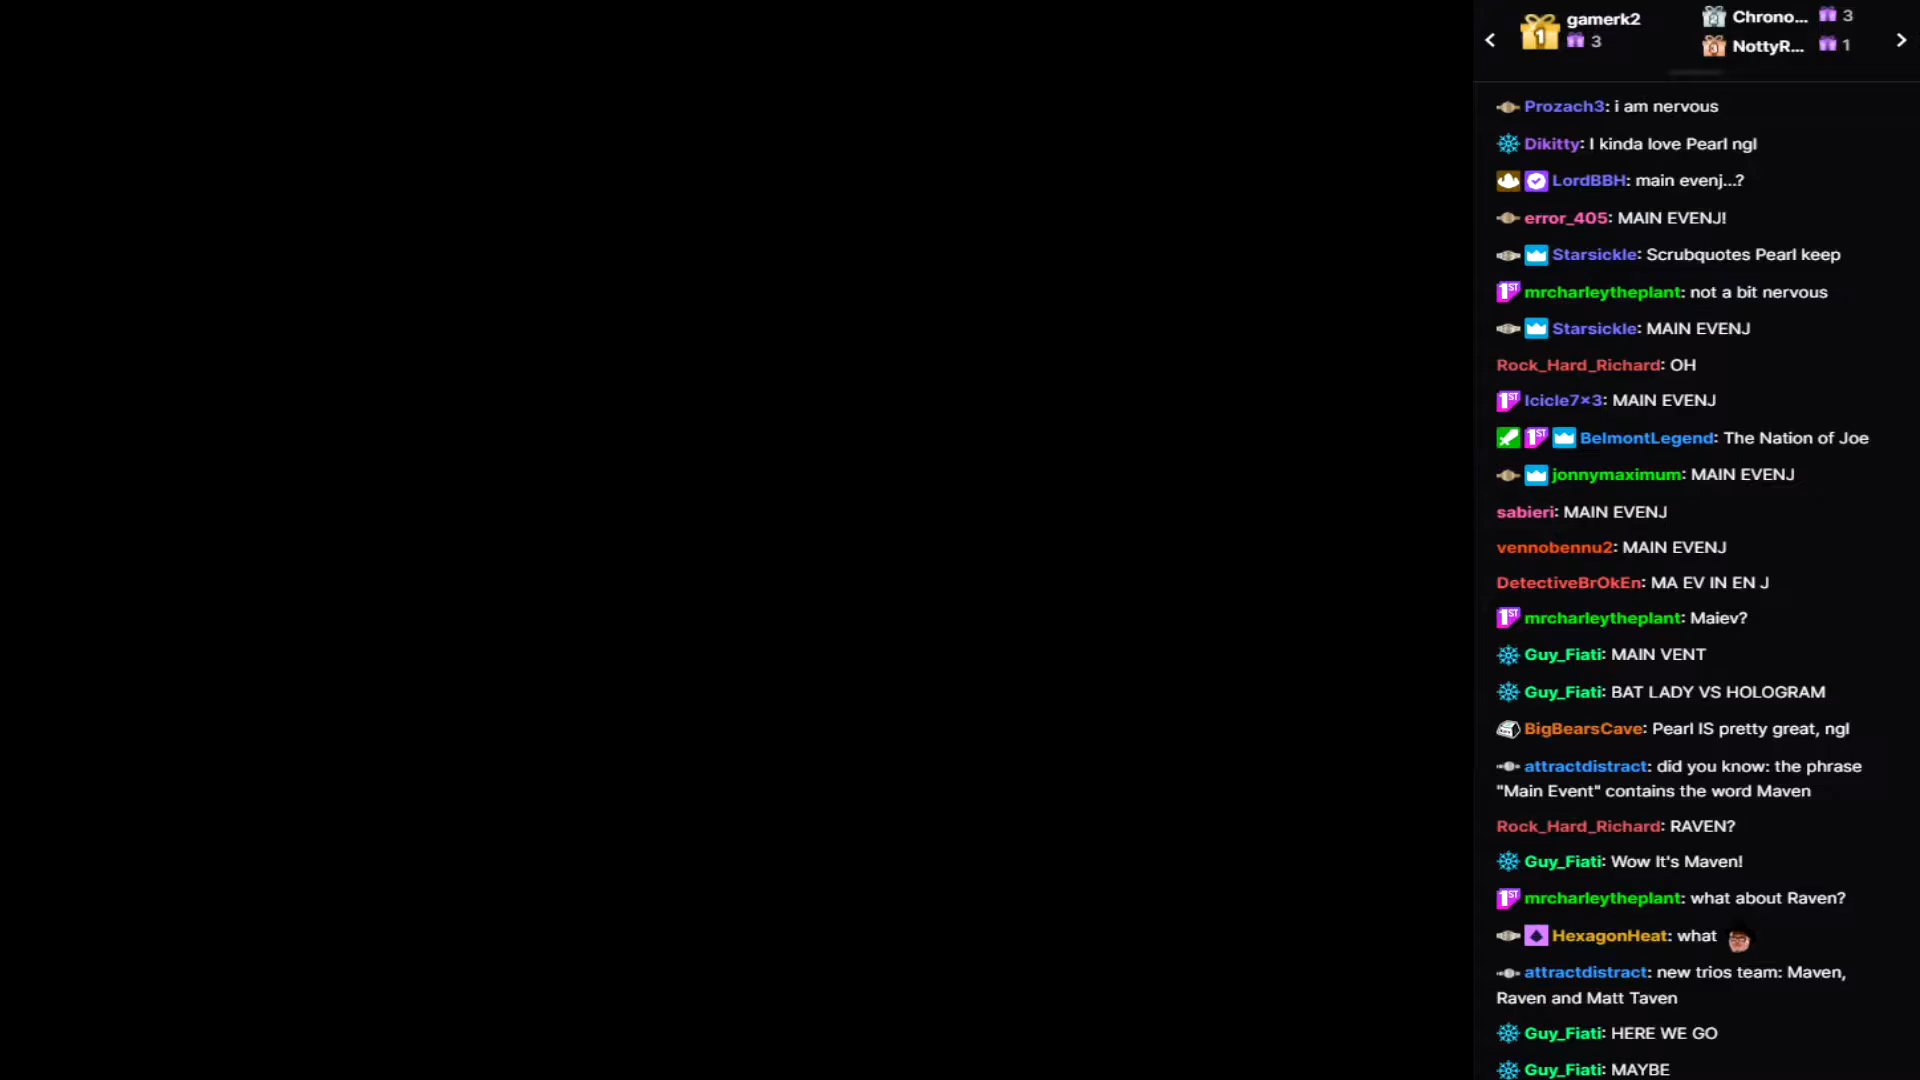 gamerk2
3
Chrono... 3
NottyR... 1
Prozach3: i am nervous
Dikitty: I kinda love Pearl ngl
LordBBH: main evenj...?
error_405: MAIN EVENJ!
Starsickle: Scrubquotes Pearl keep
mrcharleytheplant: not a bit nervous
Starsickle: MAIN EVENJ
Rock_Hard_Richard: OH
Icicle7x3: MAIN EVENJ
BelmontLegend: The Nation of Joe
jonnymaximum: MAIN EVENJ
sabieri: MAIN EVENJ
vennobennu2: MAIN EVENJ
DetectiveBrOkEn: MA EV IN EN J
mrcharleytheplant: Maiev?
Guy_Fiati: MAIN VENT
Guy_Fiati: BAT LADY VS HOLOGRAM
BigBearsCave: Pearl IS pretty great, ngl
attractdistract: did you know: the phrase
"Main Event" contains the word Maven
Rock_Hard_Richard: RAVEN?
Guy_Fiati: Wow It's Maven!
mrcharleytheplant: what about Raven?
HexagonHeat: what
attractdistract: new trios team: Maven,
Raven and Matt Taven
Guy_Fiati: HERE WE GO
Guy_Fiati: MAYBE